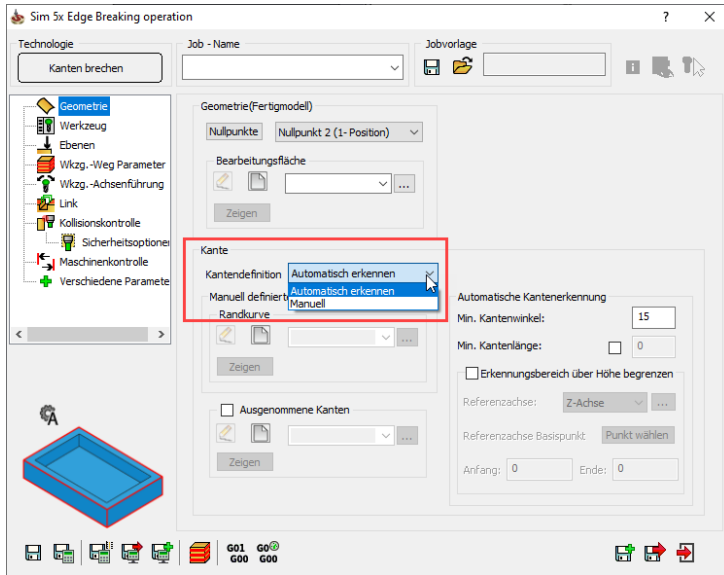 Sim 5x Edge Breaking operation
?
Technologie
Kanten brechen
Job - Name
Jobvorlage
Geometrie
Werkzeug
Ebenen
Wkzg.-Weg Parameter
Wkzg.-Achsenführung
Link
Kollisionskontrolle
Sicherheitsoptionen
Maschinenkontrolle
Verschiedene Paramete
Geometrie(Fertigmodell)
Nullpunkte
Nullpunkt 2 (1- Position)
Bearbeitungsfläche
...
Zeigen
Kante
Kantendefinition
Automatisch erkennen
Automatisch erkennen
Manuell
Manuell definiert
Randkurve
...
Zeigen
Ausgenommene Kanten
...
Zeigen
Automatische Kantenerkennung
Min. Kantenwinkel:
15
Min. Kantenlänge:
0
Erkennungsbereich über Höhe begrenzen
Referenzachse:
Z-Achse
...
Referenzachse Basispunkt
Punkt wählen
Anfang:
0
Ende:
0
A
G01
G00
G0
G00